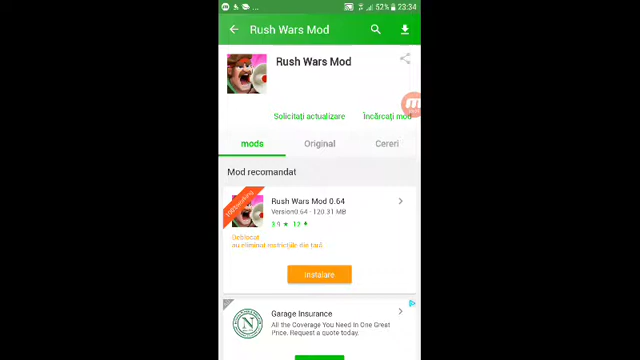 ... 52% 23:34
Rush Wars Mod
Rush Wars Mod
Solicitați actualizare Încărcați mod
mods Original Cereri
Mod recomandat
Rush Wars Mod 0.64
Version0.64 - 120.31 MB
3.9 ★
Deblocat
au eliminat restricțiile din țară
Instalare
Garage Insurance
All the Coverage You Need In One Great
Price. Request a quote today.